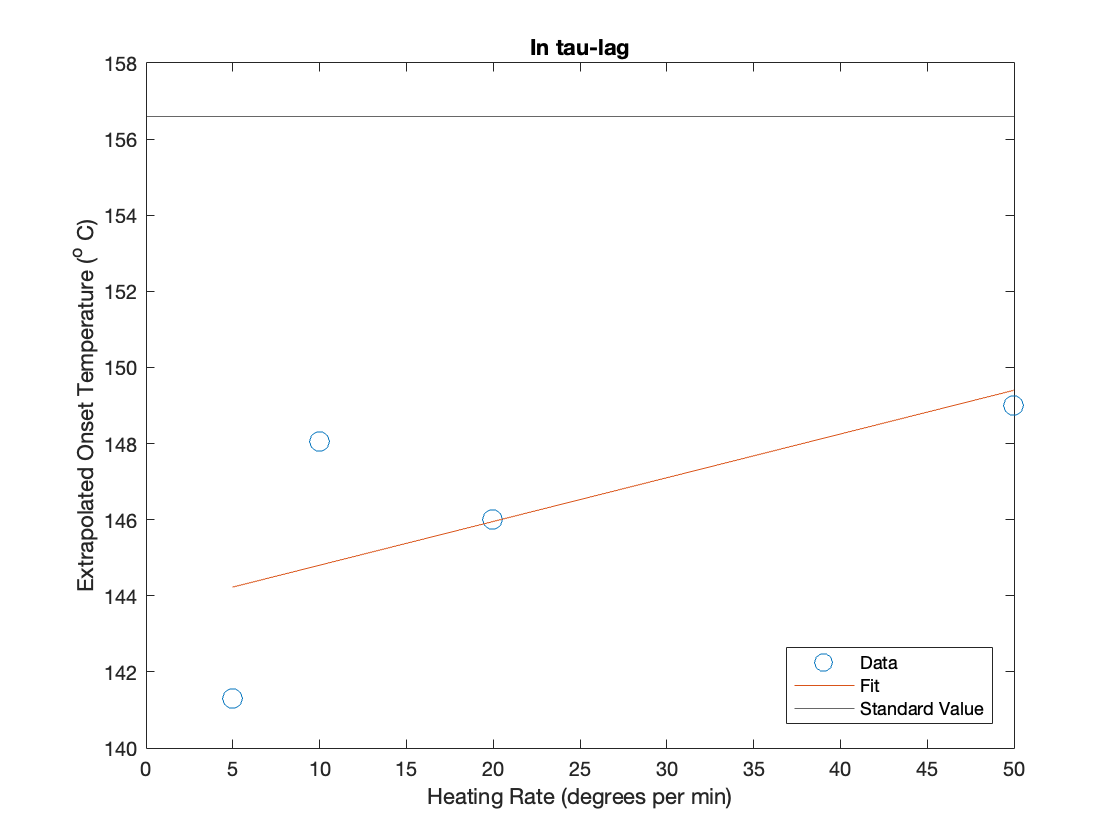 In tau-lag
158
156
154
152
150
148
146
144
142
140
Extrapolated Onset Temperature (° C)
0 5 10 15 20 25 30 35 40 45 50
Heating Rate (degrees per min)
Data
Fit
Standard Value